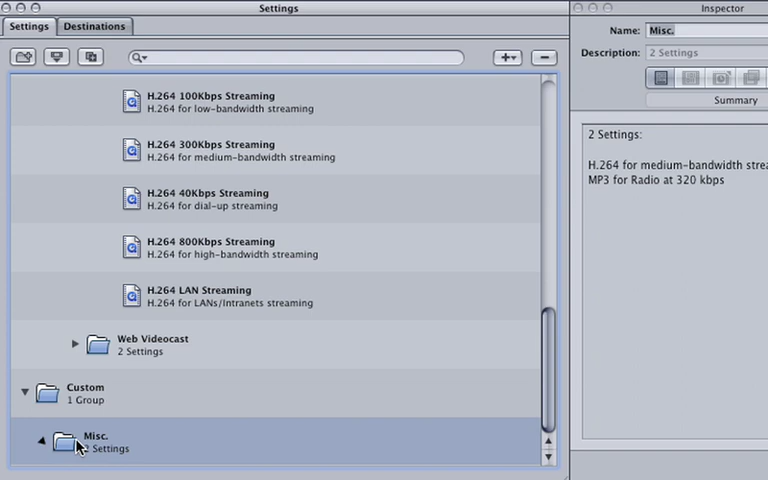 Settings
Inspector
Settings
Destinations
Name:
Misc.
Description:
2 Settings
Summary
H.264 100Kbps Streaming
H.264 for low-bandwidth streaming
H.264 300Kbps Streaming
H.264 for medium-bandwidth streaming
H.264 40Kbps Streaming
H.264 for dial-up streaming
H.264 800Kbps Streaming
H.264 for high-bandwidth streaming
H.264 LAN Streaming
H.264 for LANs/Intranets streaming
Web Videocast
2 Settings
Custom
1 Group
Misc.
2 Settings
2 Settings:
H.264 for medium-bandwidth strea
MP3 for Radio at 320 kbps